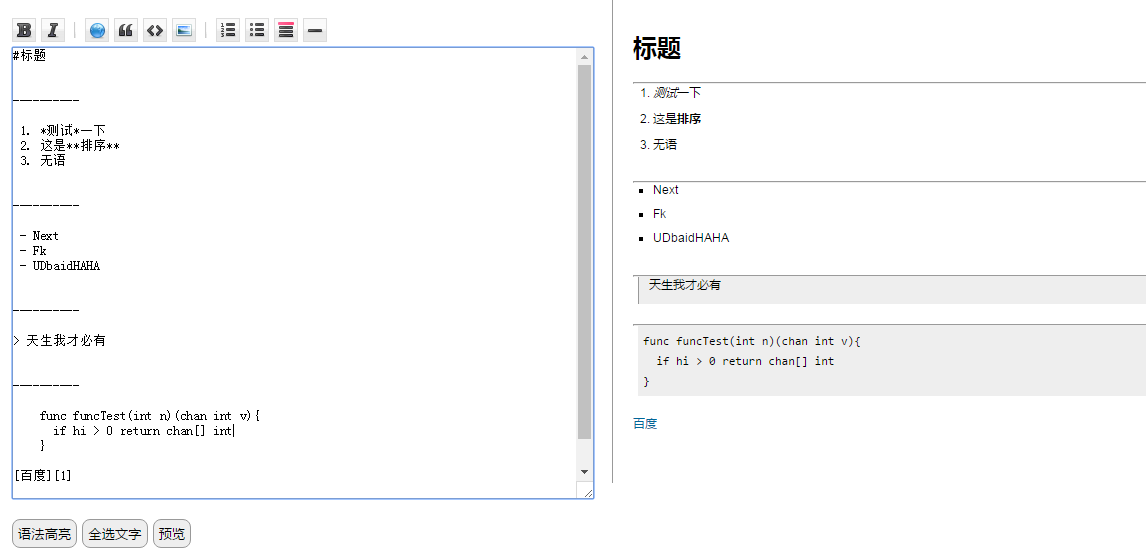 #标题
----------
1. *测试*一下
2. 这是**排序**
3. 无语
----------
- Next
- Fk
- UDbaidHAHA
----------
> 天生我才必有
----------
func funcTest(int n)(chan int v){
if hi > 0 return chan[] int
}
[百度][1]
语法高亮 全选文字 预览
标题
1. 测试一下
2. 这是排序
3. 无语
Next
Fk
UDbaidHAHA
天生我才必有
func funcTest(int n)(chan int v){
if hi > 0 return chan[] int
}
百度